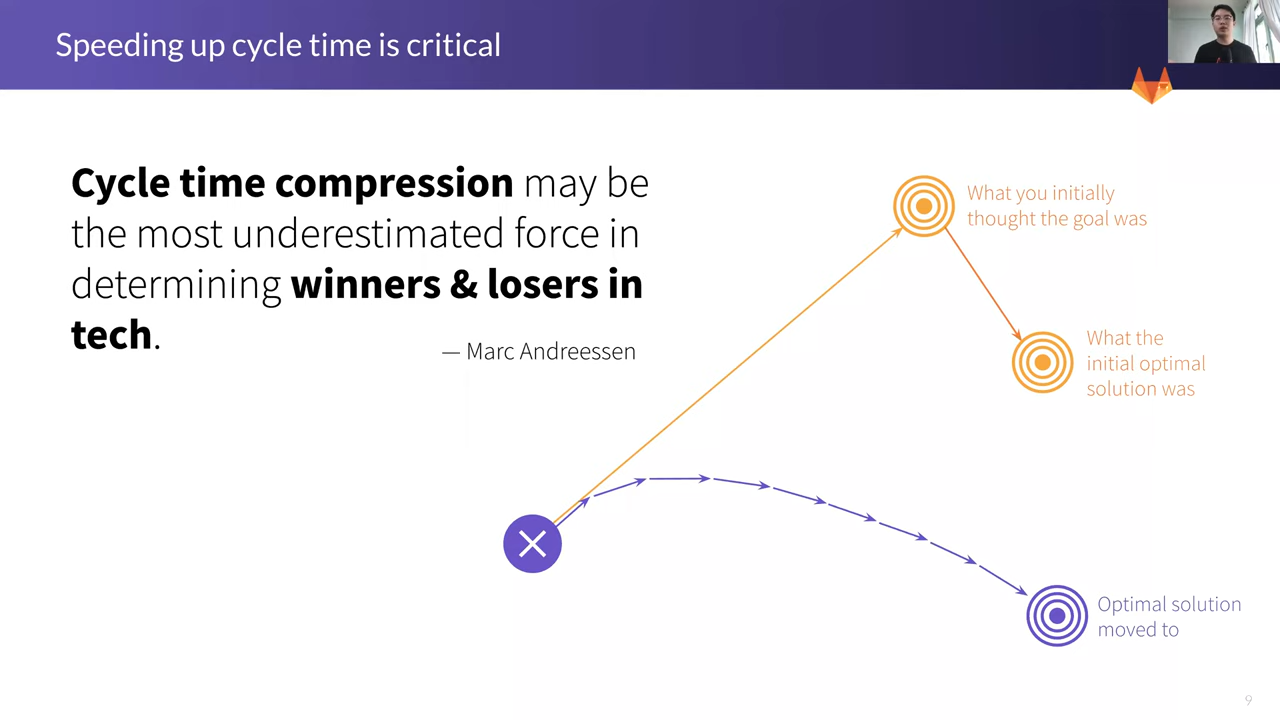 Speeding up cycle time is critical
Cycle time compression may be
the most underestimated force in
determining winners & losers in
tech.
— Marc Andreessen
What you initially
thought the goal was
What the
initial optimal
solution was
Optimal solution
moved to
9